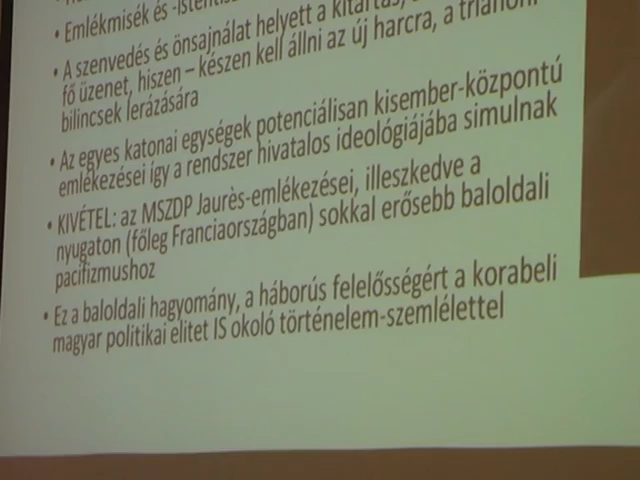 • Emlékmisék és
• A szenvedés és önsajnálat helyett a kitartás,
fő üzenet, hiszen – készen kell állni az új harcra, a trianoni
bilincsek lerázására
• Az egyes katonai egységek potenciálisan kisember-központú
emlékezései így a rendszer hivatalos ideológiájába simulnak
• KIVÉTEL: az MSZDP Jaurès-emlékezései, illeszkedve a
nyugaton (főleg Franciaországban) sokkal erősebb baloldali
pacifizmushoz
• Ez a baloldali hagyomány, a háborús felelősségért a korabeli
magyar politikai elitet IS okoló történelem-szemlélettel